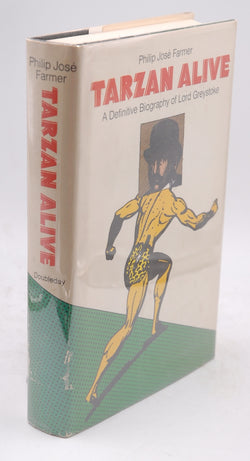 Philip José
Farmer
TARZAN ALIVE
Doubleday
Philip José Farmer
TARZAN ALIVE
A Definitive Biography of Lord Greystoke